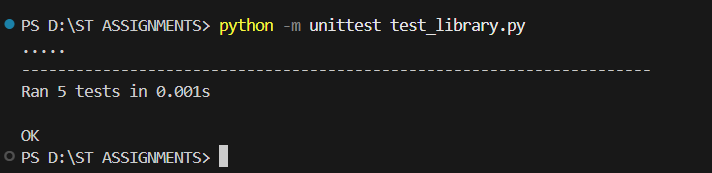 PS D:\ST ASSIGNMENTS> python -m unittest test_library.py
.....
----------------------------------------------------------------------
Ran 5 tests in 0.001s
OK
PS D:\ST ASSIGNMENTS>